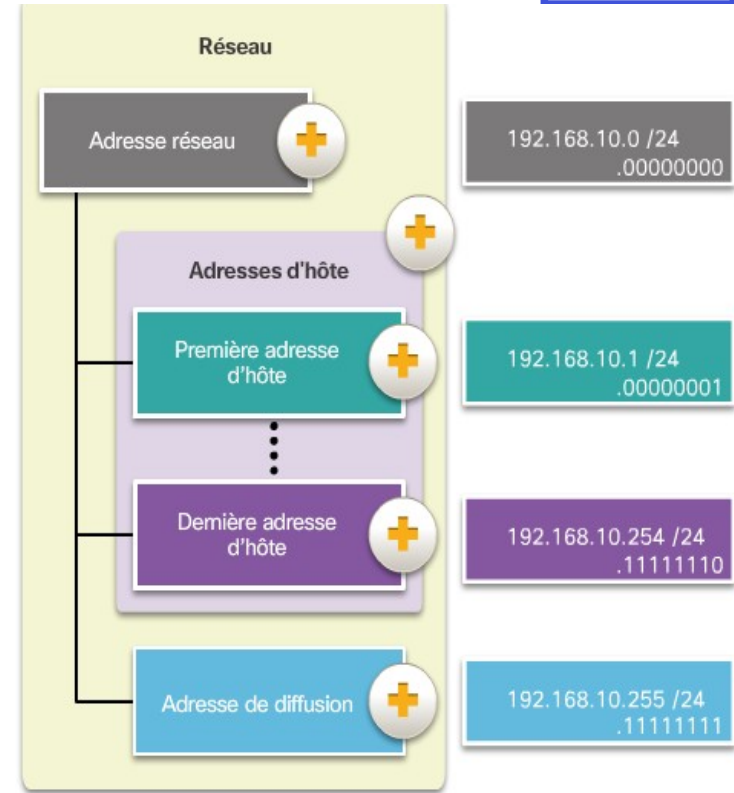 Réseau
Adresse réseau
192.168.10.0 /24
.00000000
Adresses d'hôte
Première adresse
d'hôte
192.168.10.1 /24
.00000001
Dernière adresse
d'hôte
192.168.10.254 /24
.11111110
Adresse de diffusion
192.168.10.255 /24
.11111111